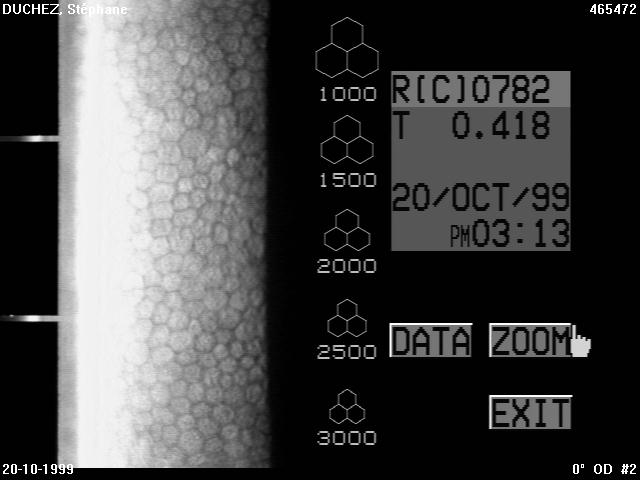 DUCHEZ, Stéphane
465472
1000
1500
2000
2500
3000
R[C]0782
T 0.418
20/OCT/99
PM03:13
DATA
ZOOM
EXIT
20-10-1999
0° OD #2